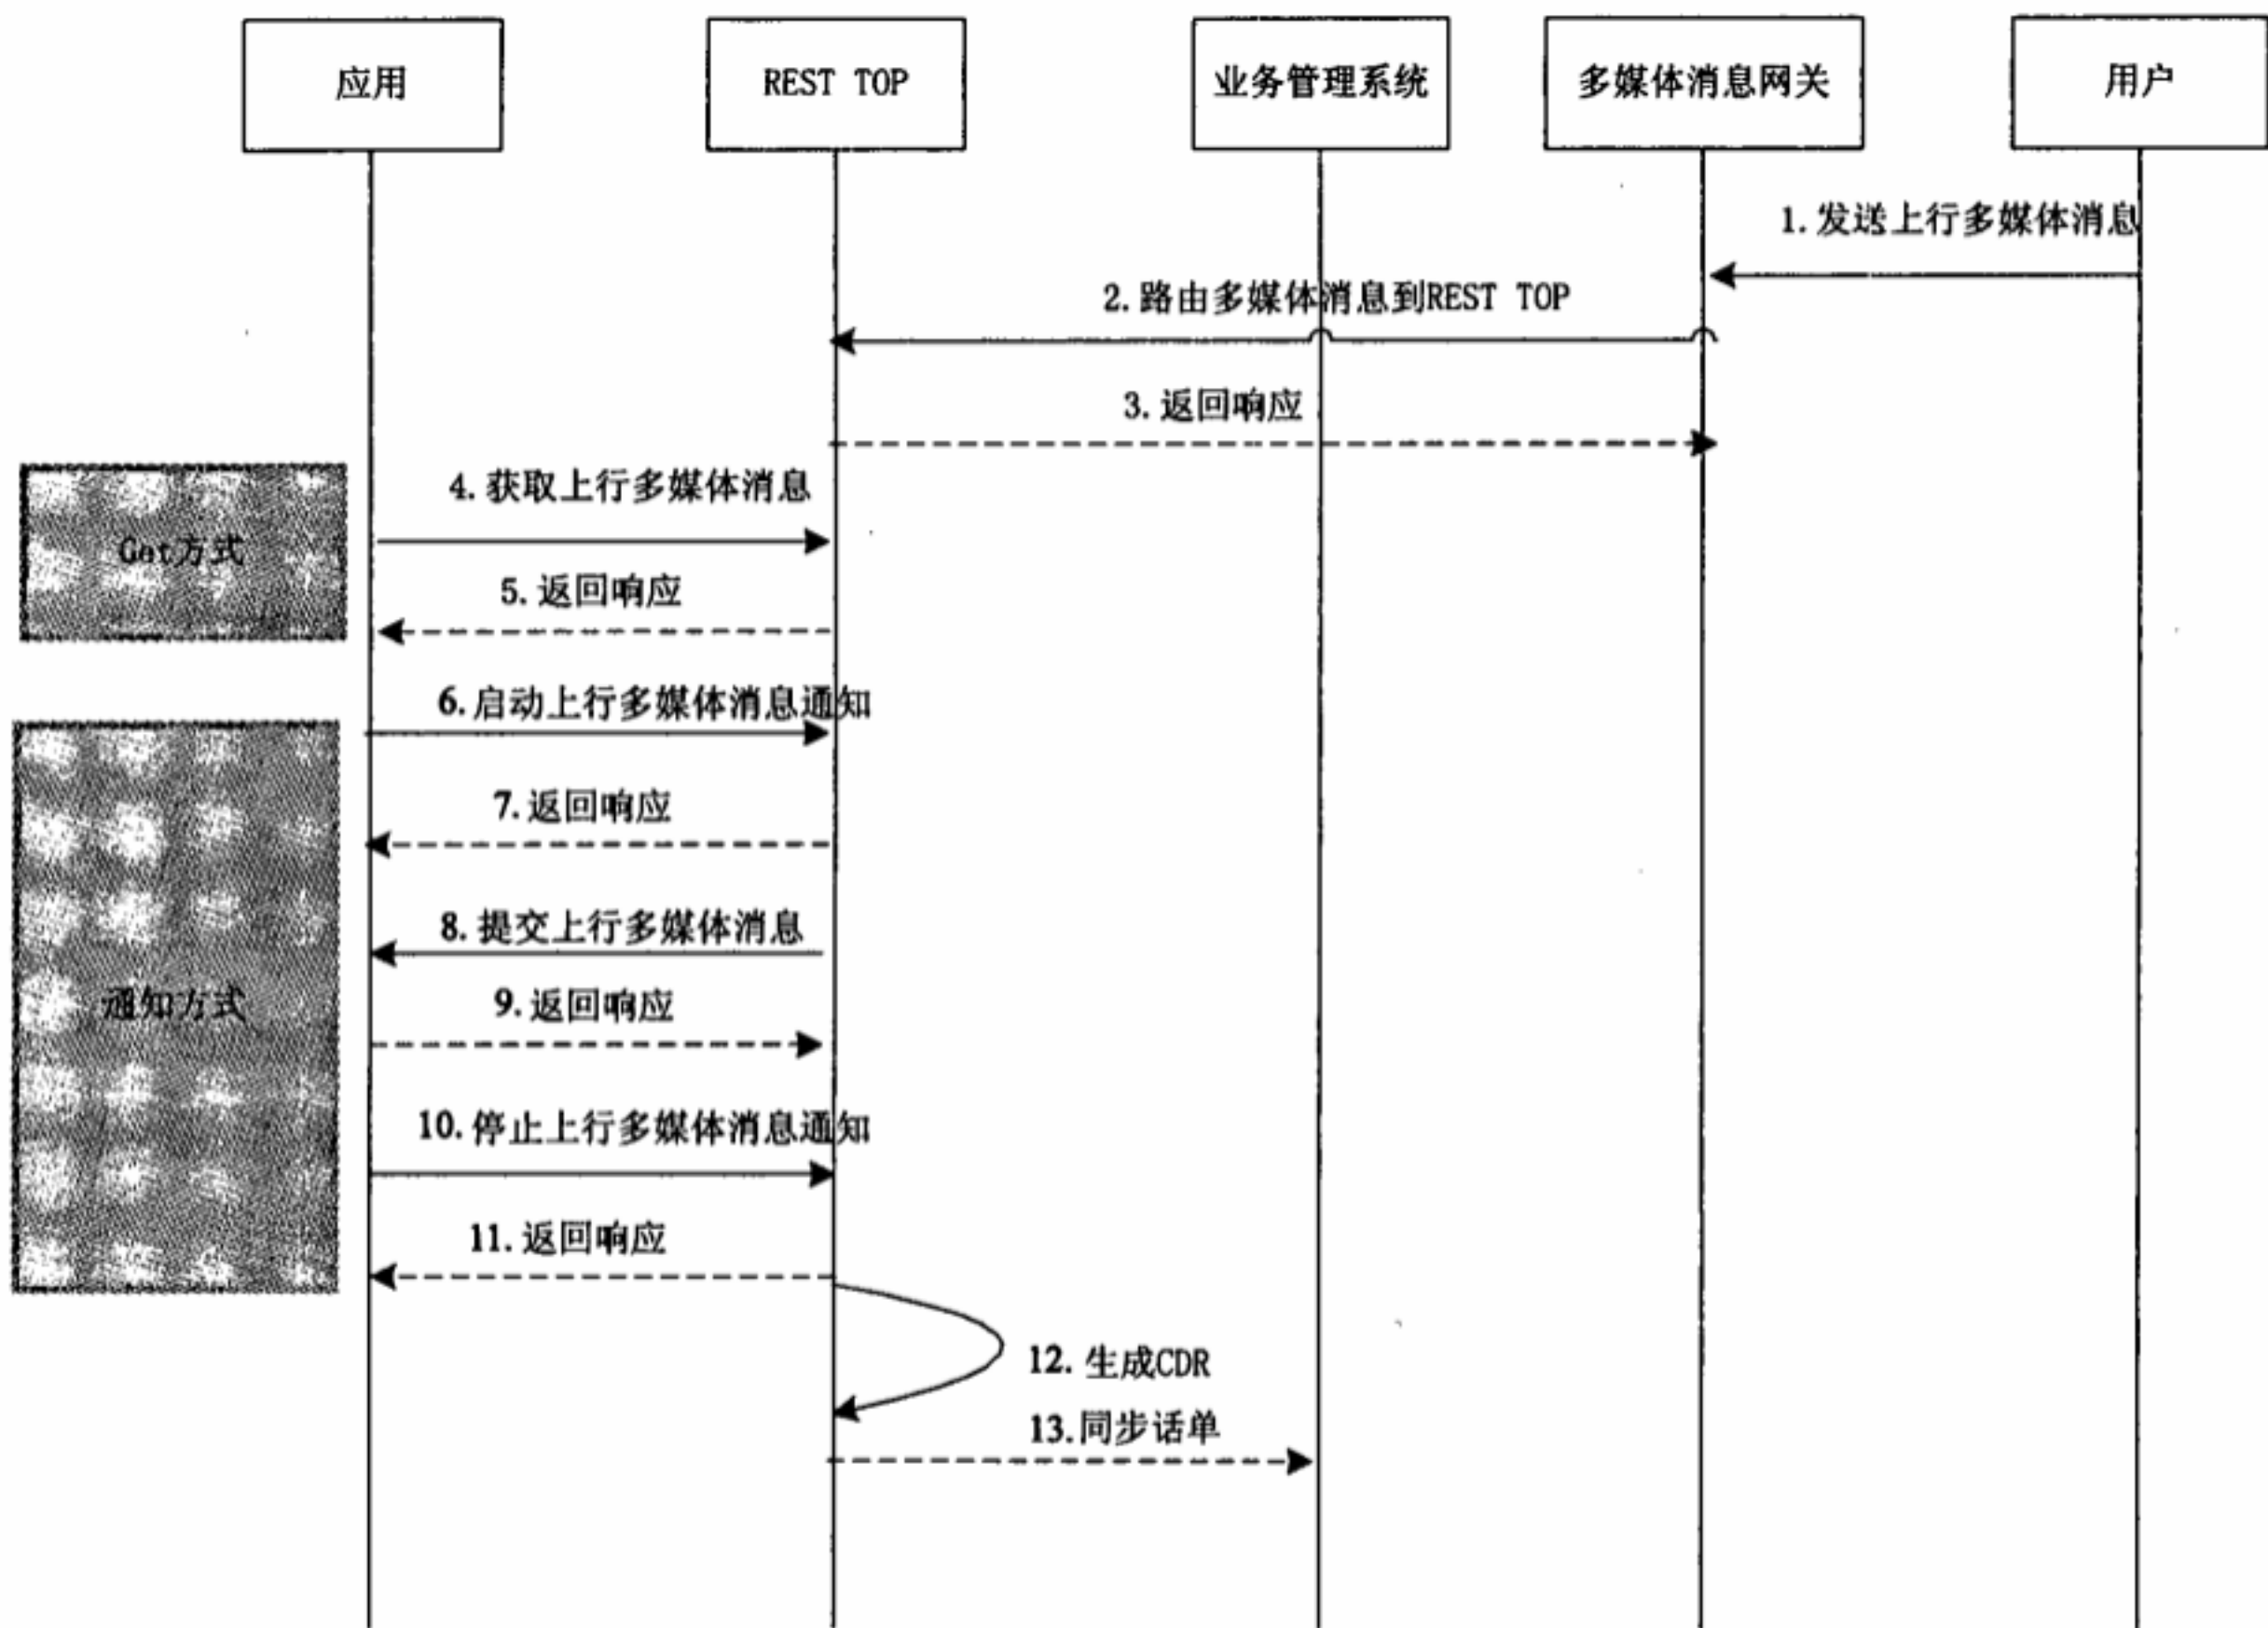 应用
REST TOP
业务管理系统
多媒体消息网关
用户
1.发送上行多媒体消息
2.路由多媒体消息到REST TOP
3.返回响应
4.获取上行多媒体消息
Get方式
5.返回响应
6.启动上行多媒体消息通知
7.返回响应
8.提交上行多媒体消息
通知方式
9.返回响应
10.停止上行多媒体消息通知
11.返回响应
12.生成CDR
13.同步话单